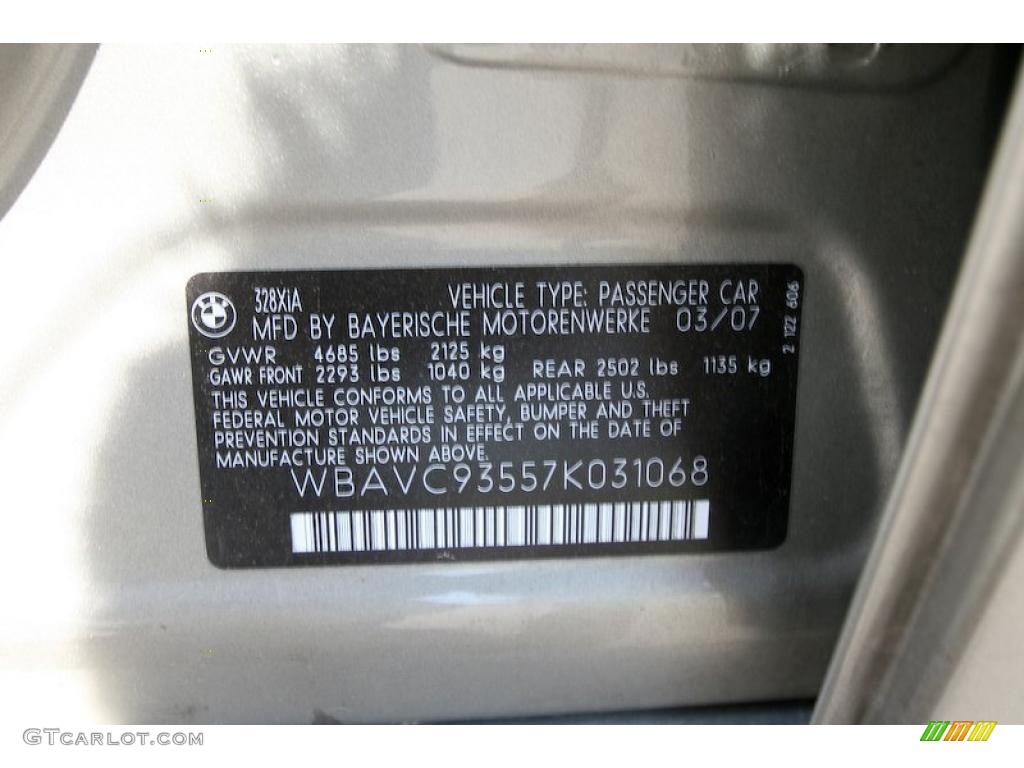 BMW
328XiA VEHICLE TYPE: PASSENGER CAR
MFD BY BAYERISCHE MOTORENWERKE 03/07
GVWR 4685 lbs 2125 kg
GAWR FRONT 2293 lbs 1040 kg REAR 2502 lbs 1135 kg
THIS VEHICLE CONFORMS TO ALL APPLICABLE U.S.
FEDERAL MOTOR VEHICLE SAFETY, BUMPER AND THEFT
PREVENTION STANDARDS IN EFFECT ON THE DATE OF
MANUFACTURE SHOWN ABOVE.
WBAVC93557K031068
2 1122 606
GTCARLOT.COM